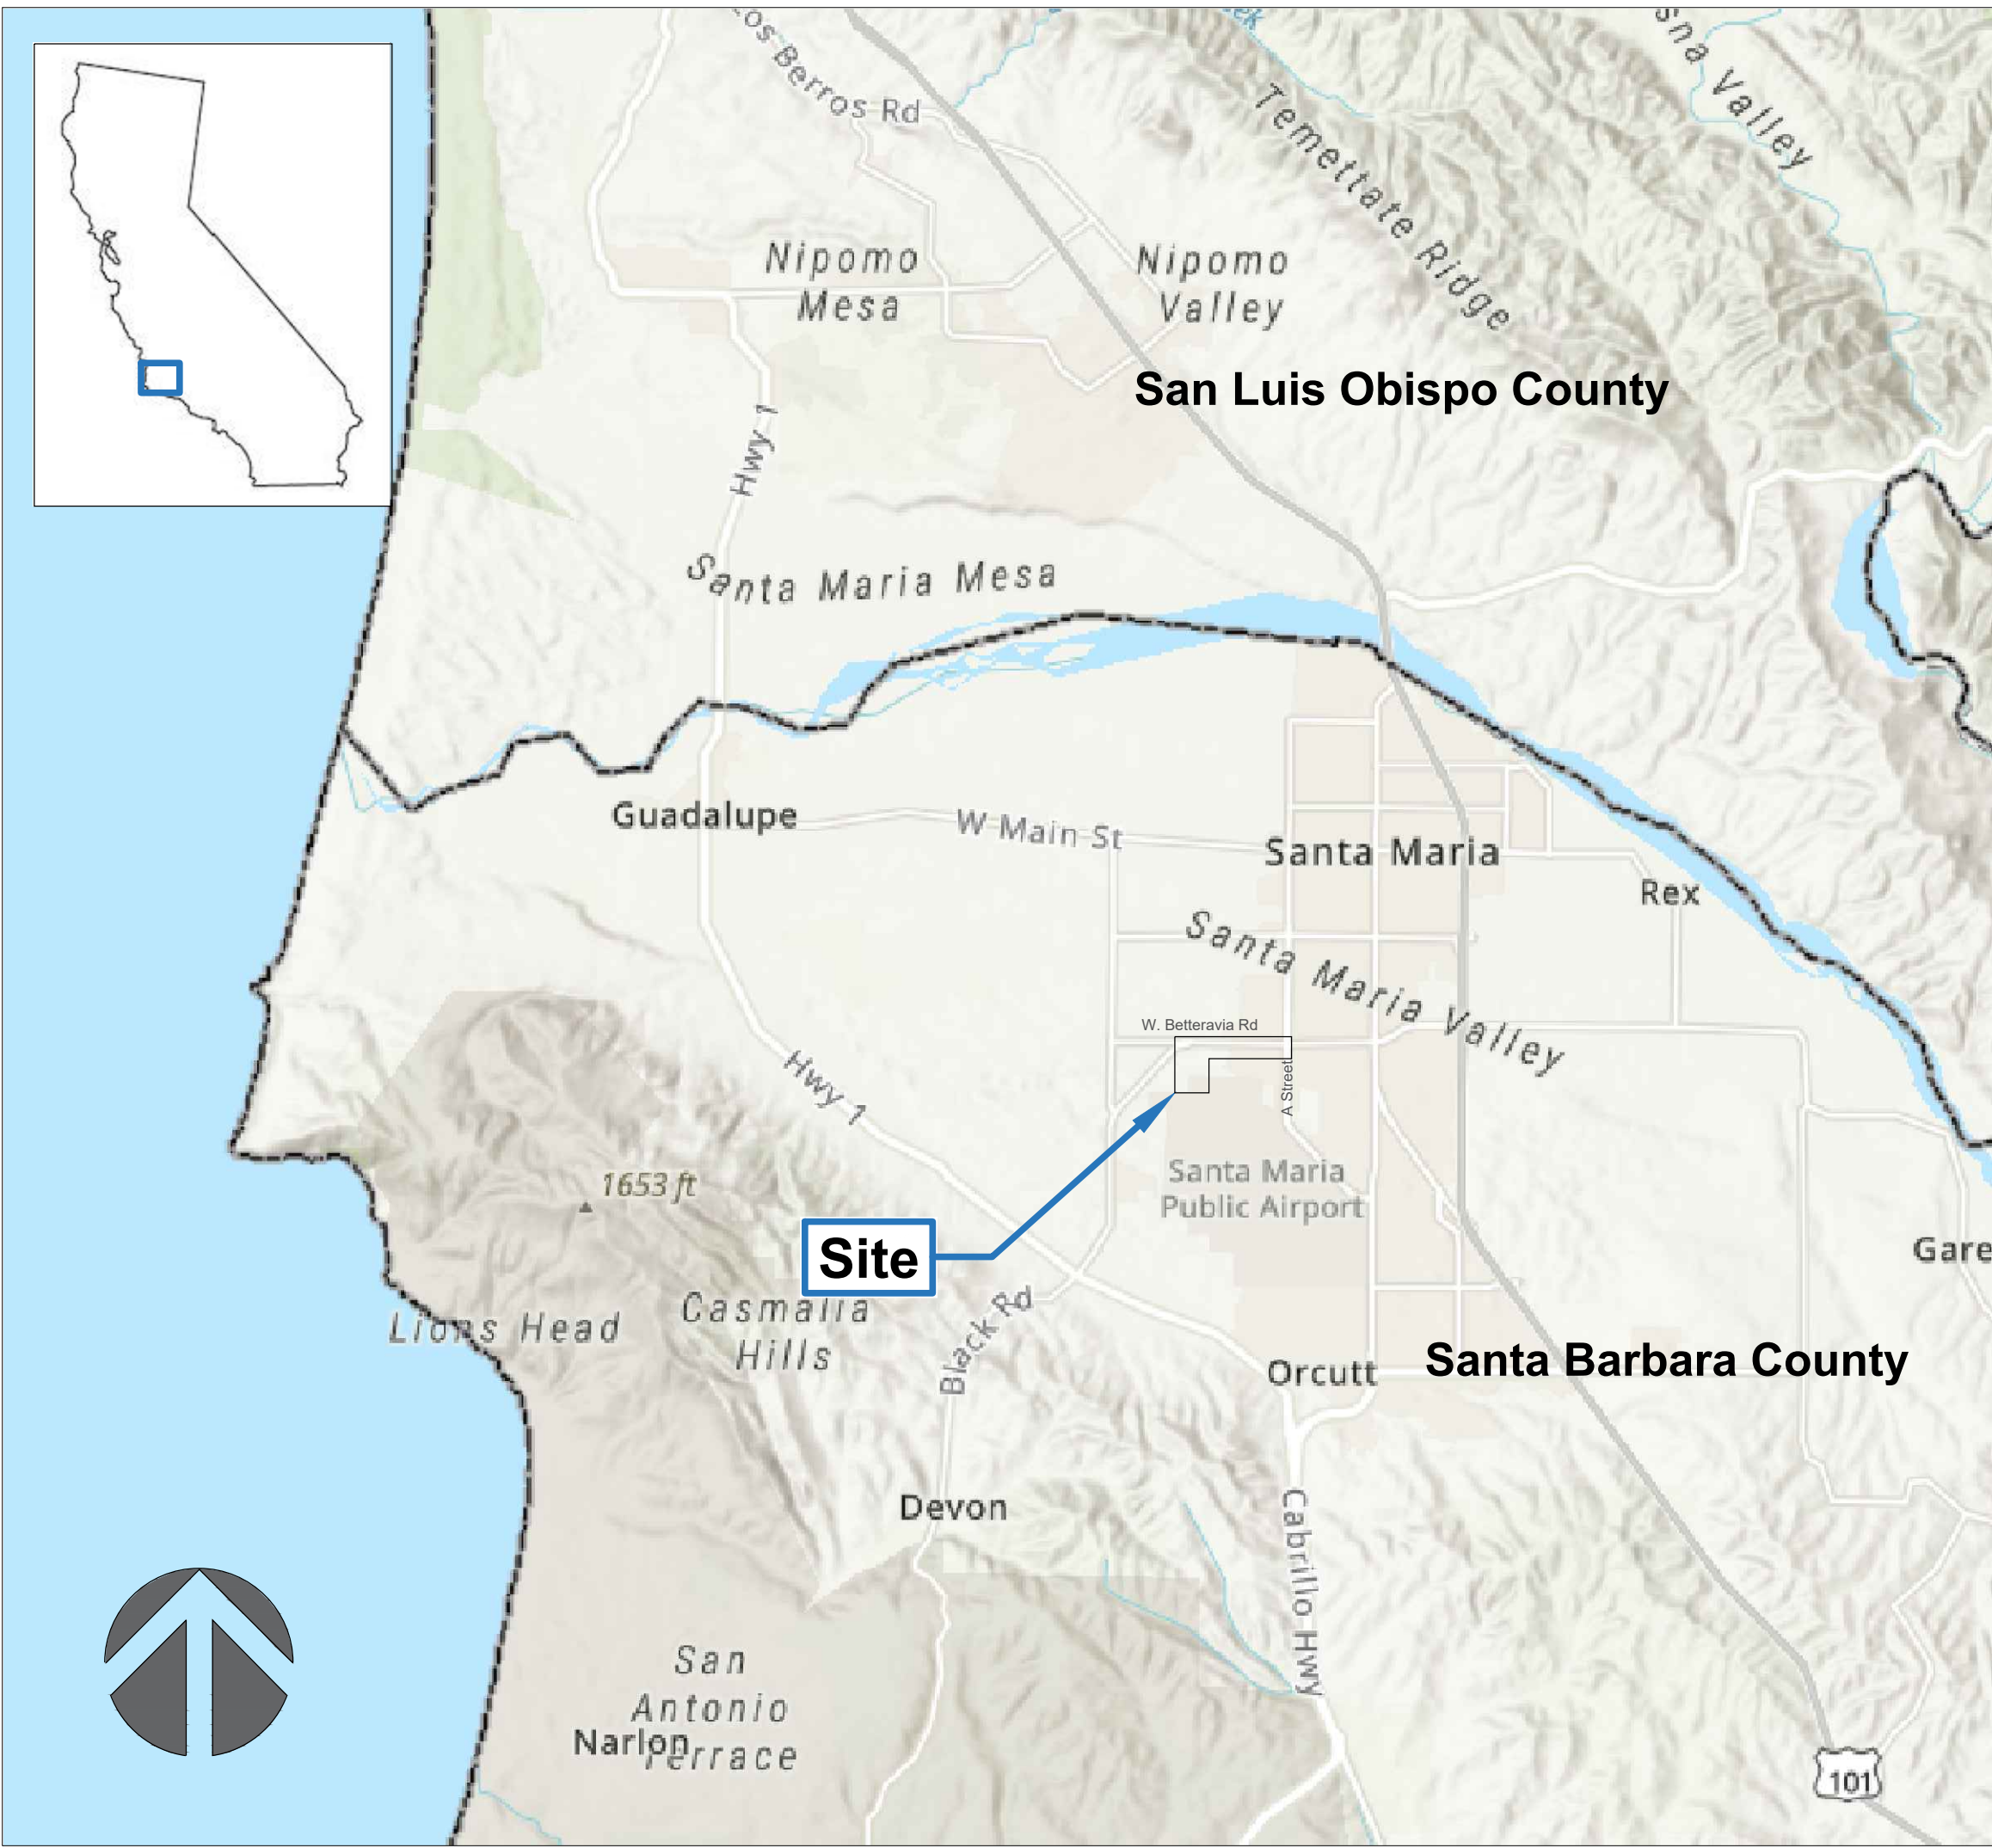 Los Berros Rd
Temettate Ridge
Valley
Nipomo
Mesa
Nipomo
Valley
San Luis Obispo County
Hwy 1
Santa Maria Mesa
Guadalupe
W Main St
Santa Maria
Rex
Santa Maria Valley
W. Betteravia Rd
A Street
Hwy 1
Santa Maria
Public Airport
1653 ft
Site
Gare
Lions Head
Casmalia
Hills
Black Rd
Orcutt
Santa Barbara County
Devon
Cabrillo Hwy
San
Antonio
Terrace
Narlon
101